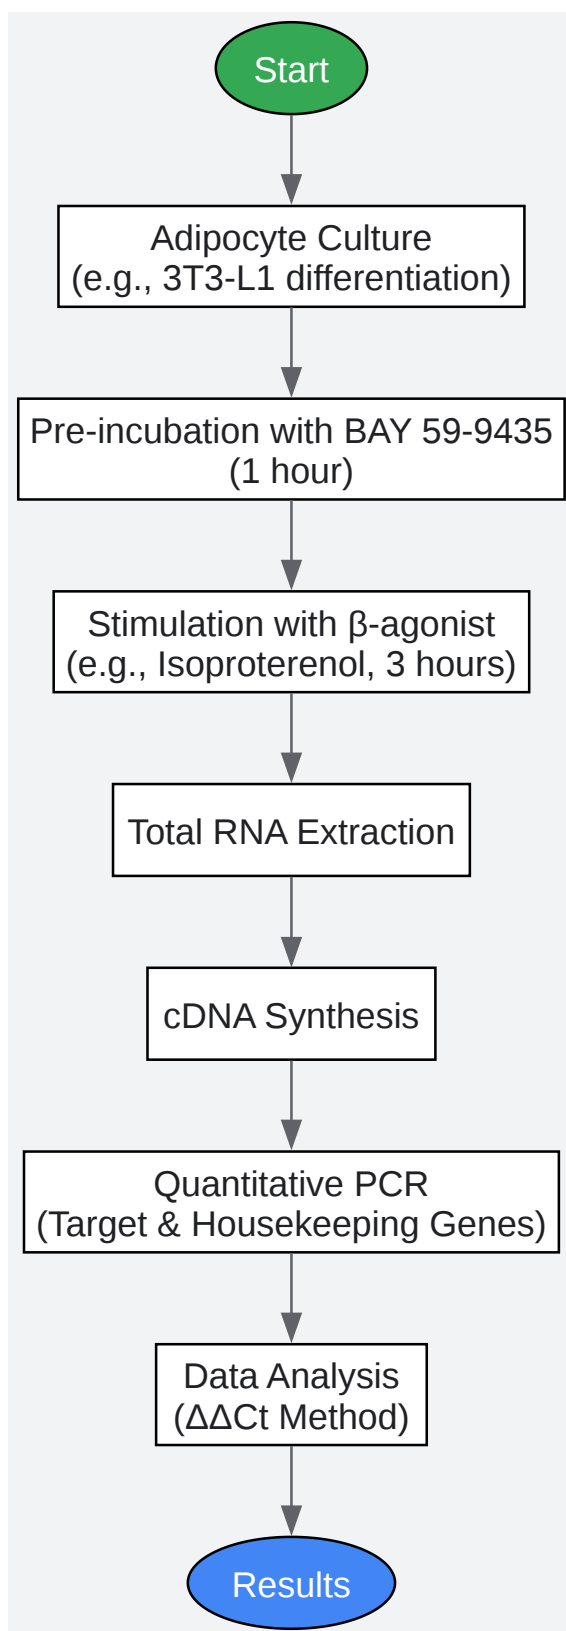 Start
Adipocyte Culture
(e.g., 3T3-L1 differentiation)
Pre-incubation with BAY 59-9435
(1 hour)
Stimulation with β-agonist
(e.g., Isoproterenol, 3 hours)
Total RNA Extraction
cDNA Synthesis
Quantitative PCR
(Target & Housekeeping Genes)
Data Analysis
(ΔΔCt Method)
Results